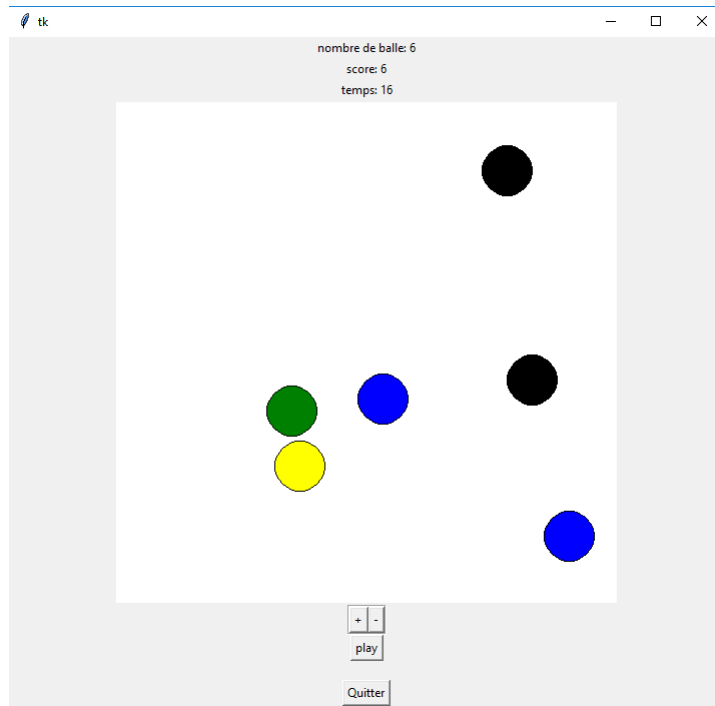 tk
nombre de balle: 6
score: 6
temps: 16
+ -
play
Quitter